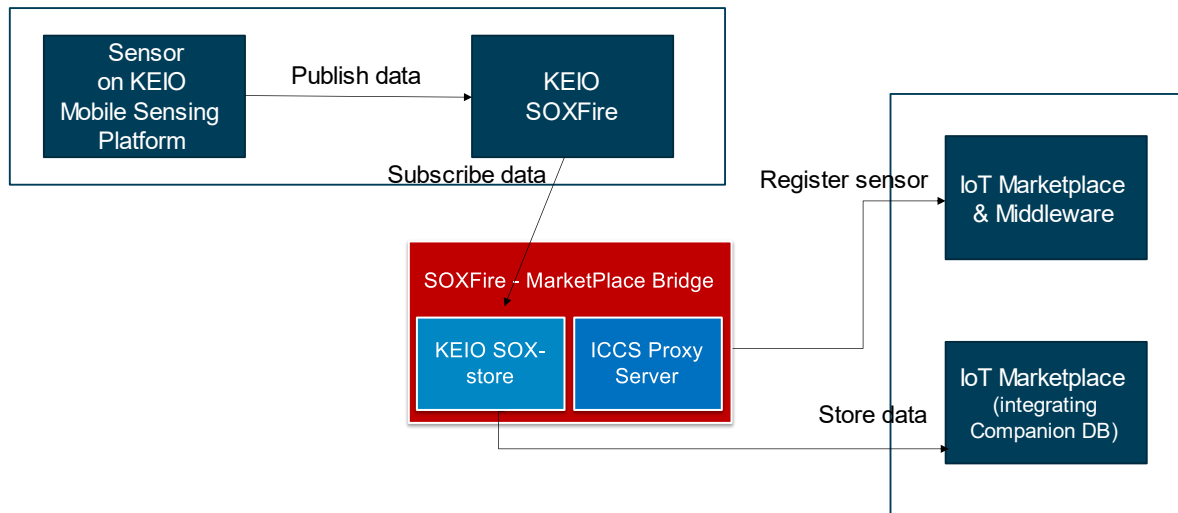 Sensor
on KEIO
Mobile Sensing
Platform
Publish data
KEIO
SOXFire
Subscribe data
Register sensor
IoT Marketplace
& Middleware
SOXFire - MarketPlace Bridge
KEIO SOX-
store
ICCS Proxy
Server
Store data
IoT Marketplace
(integrating
Companion DB)